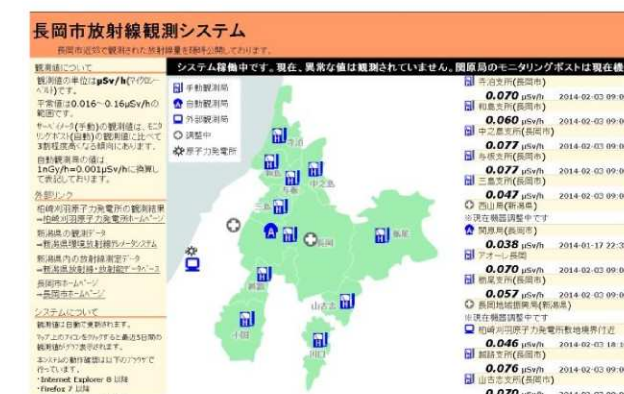 長岡市放射線観測システム
長岡市近郊で観測された放射線量を随時公開しております。
システム稼働中です。現在、異常な値は観測されていません。関原局のモニタリングポストは現在機
観測値について
観測値の単位はμSv/h(マイクロシーベルト)です。
平常値は0.016~0.16μSv/hの範囲です。
サーベイメータ(手動)の観測値は、モニタリングポスト(自動)の観測値に比べて3割程度高くなる傾向にあります。
自動観測局の値は
1nGy/h=0.001μSv/hに換算して表記しております。
外部リンク
柏崎刈羽原子力発電所の観測結果
→柏崎刈羽原子力発電所ホームページ
新潟県の観測データ
→新潟県環境放射線テレメータシステム
新潟県内の放射線測定データ
→新潟県放射線・放射能データベース
長岡市ホームページ
→長岡市ホームページ
システムについて
観測値は自動で更新されます。
マップ上のアイコンをクリックすると最近5日間の観測値がグラフ表示されます。
本システムの動作確認は以下のブラウザで行っています。
・Internet Explorer 8 以降
・Firefox 7 以降
手動観測局
自動観測局
外部観測局
調整中
原子力発電所
寺泊
和島
与板
中之島
三島
長岡
栃尾
越路
山古志
小国
川口
寺泊支所(長岡市)
0.070 μSv/h 2014-02-03 09:0
和島支所(長岡市)
0.060 μSv/h 2014-02-03 09:0
中之島支所(長岡市)
0.077 μSv/h 2014-02-03 09:0
与板支所(長岡市)
0.077 μSv/h 2014-02-03 09:0
三島支所(長岡市)
0.047 μSv/h 2014-02-03 09:0
西山局(新潟県)
※現在機器調整中です
関原局(長岡市)
0.038 μSv/h 2014-01-17 22:3
アオーレ長岡
0.070 μSv/h 2014-02-03 09:0
栃尾支所(長岡市)
0.057 μSv/h 2014-02-03 09:0
長岡地域振興局(新潟県)
※現在機器調整中です
柏崎刈羽原子力発電所敷地境界付近
0.046 μSv/h 2014-02-03 18:1
越路支所(長岡市)
0.076 μSv/h 2014-02-03 09:0
山古志支所(長岡市)
0.070 μSv/h 2014-02-03 09:0